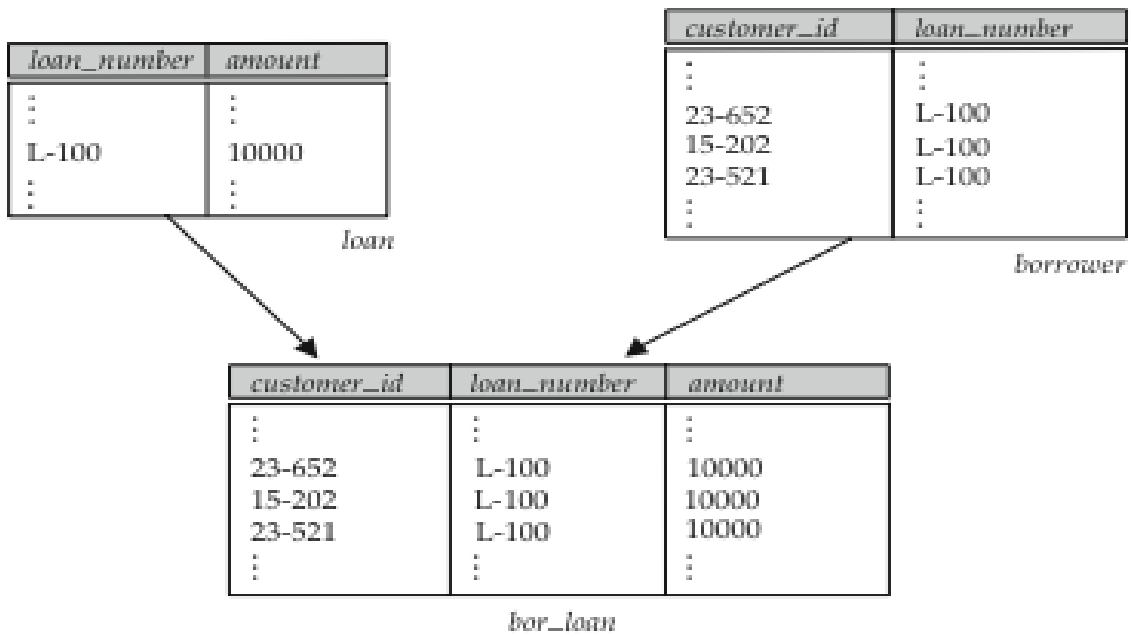 loan_number amount
⋮ ⋮
L-100 10000
⋮ ⋮
loan
customer_id loan_number
⋮ ⋮
23-652 L-100
15-202 L-100
23-521 L-100
⋮ ⋮
borrower
customer_id loan_number amount
⋮ ⋮ ⋮
23-652 L-100 10000
15-202 L-100 10000
23-521 L-100 10000
⋮ ⋮ ⋮
bor_loan